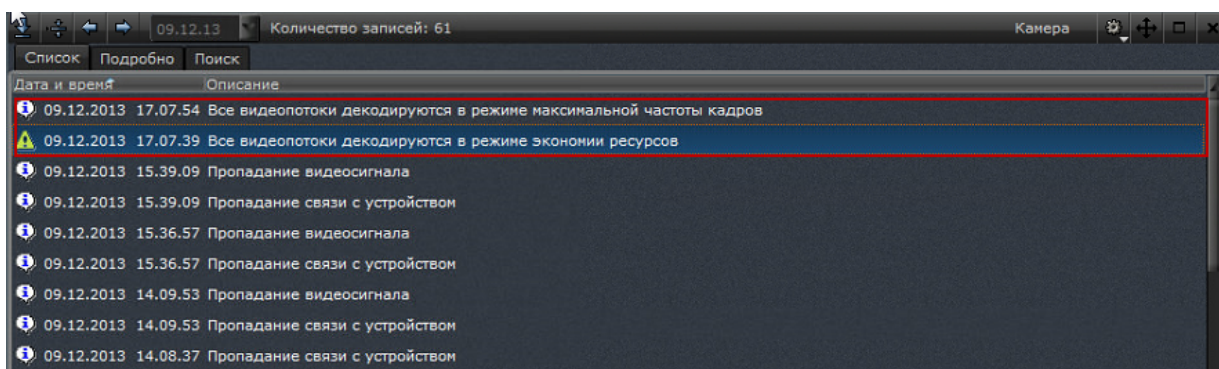 09.12.13 Количество записей: 61 Камера
Список Подробно Поиск
Дата и время Описание
09.12.2013 17.07.54 Все видеопотоки декодируются в режиме максимальной частоты кадров
09.12.2013 17.07.39 Все видеопотоки декодируются в режиме экономии ресурсов
09.12.2013 15.39.09 Пропадание видеосигнала
09.12.2013 15.39.09 Пропадание связи с устройством
09.12.2013 15.36.57 Пропадание видеосигнала
09.12.2013 15.36.57 Пропадание связи с устройством
09.12.2013 14.09.53 Пропадание видеосигнала
09.12.2013 14.09.53 Пропадание связи с устройством
09.12.2013 14.08.37 Пропадание связи с устройством